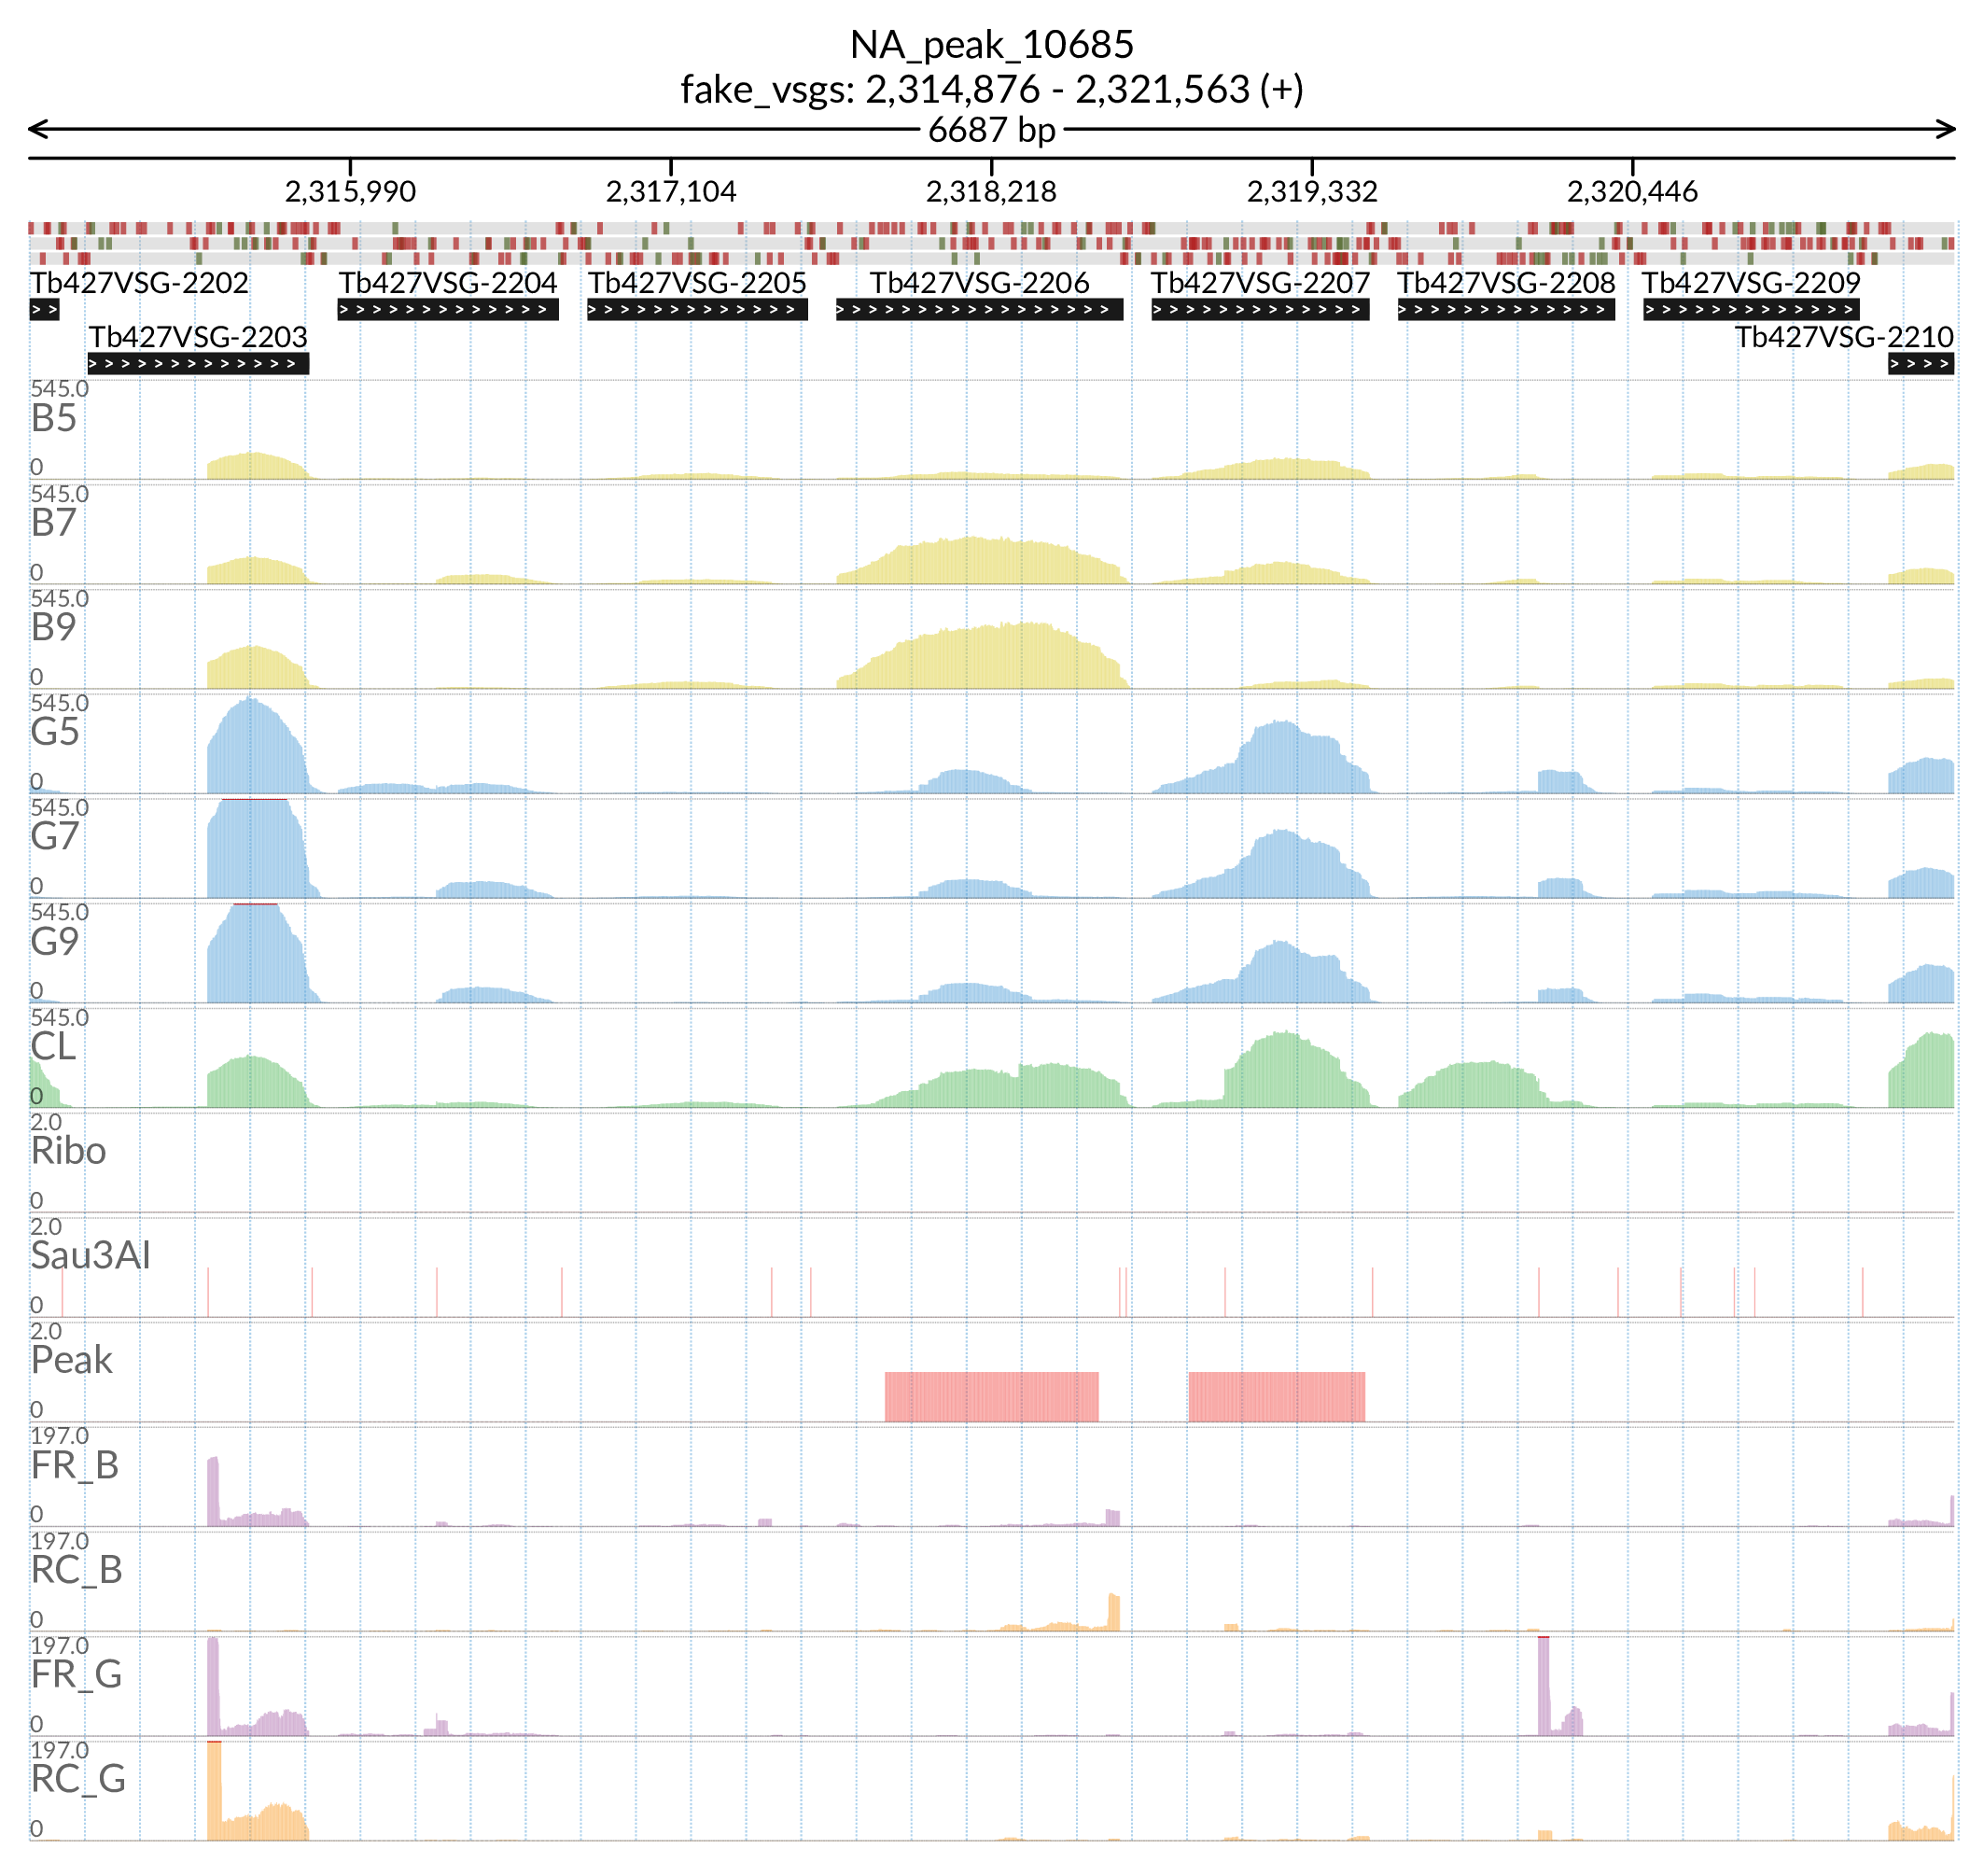 NA_peak_10685
fake_vsgs: 2,314,876 - 2,321,563 (+)
6687 bp
2,315,990 2,317,104 2,318,218 2,319,332 2,320,446
Tb427VSG-2202 Tb427VSG-2204 Tb427VSG-2205 Tb427VSG-2206 Tb427VSG-2207 Tb427VSG-2208 Tb427VSG-2209
Tb427VSG-2203 Tb427VSG-2210
545.0
B5
0
545.0
B7
0
545.0
B9
0
545.0
G5
0
545.0
G7
0
545.0
G9
0
545.0
CL
0
2.0
Ribo
0
2.0
Sau3AI
0
2.0
Peak
0
197.0
FR_B
0
197.0
RC_B
0
197.0
FR_G
0
197.0
RC_G
0